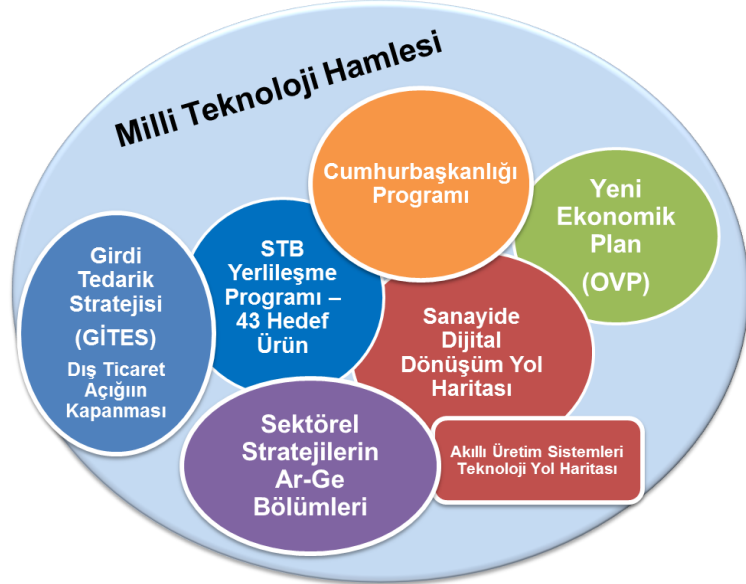 Milli Teknoloji Hamlesi
Cumhurbaşkanlığı
Programı
Yeni
Ekonomik
Plan
(OVP)
STB
Yerlileşme
Programı –
43 Hedef
Ürün
Girdi
Tedarik
Stratejisi
(GİTES)
Dış Ticaret
Açığıın
Kapanması
Sanayide
Dijital
Dönüşüm Yol
Haritası
Sektörel
Stratejilerin
Ar-Ge
Bölümleri
Akıllı Üretim Sistemleri
Teknoloji Yol Haritası